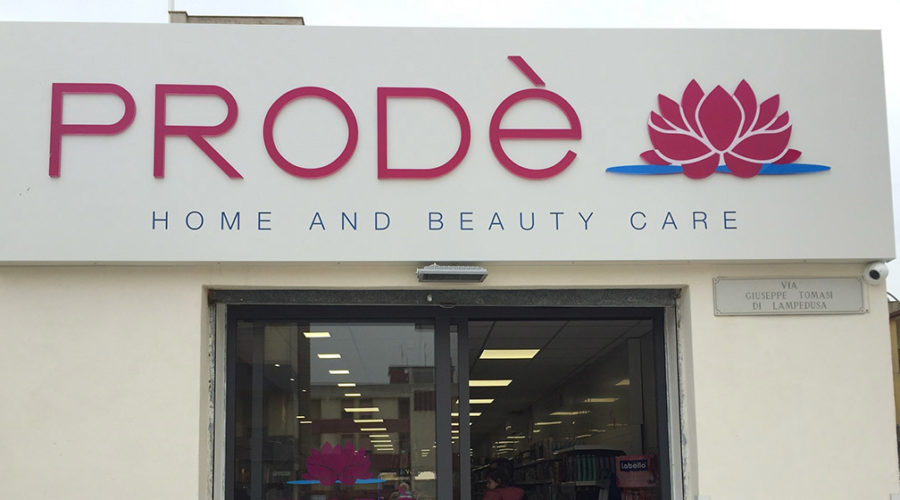 PRODè
HOME AND BEAUTY CARE
VIA
GIUSEPPE TOMASI
DI LAMPEDUSA
Labello